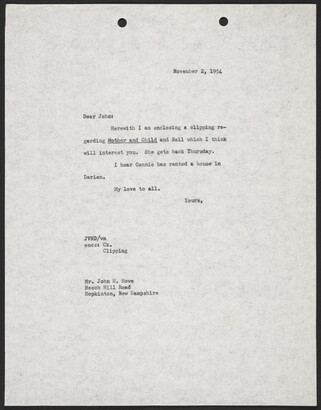 November 2, 1954
Dear John:
Herewith I am enclosing a clipping re-
garding Mother and Child and Neil which I think
will interest you. She gets back Thursday.
I hear Connie has rented a house in
Darien.
My love to all.
Yours,
JVND/vm
encs: Ck.
Clipping
Mr. John M. Howe
Beech Hill Road
Hopkinton, New Hampshire